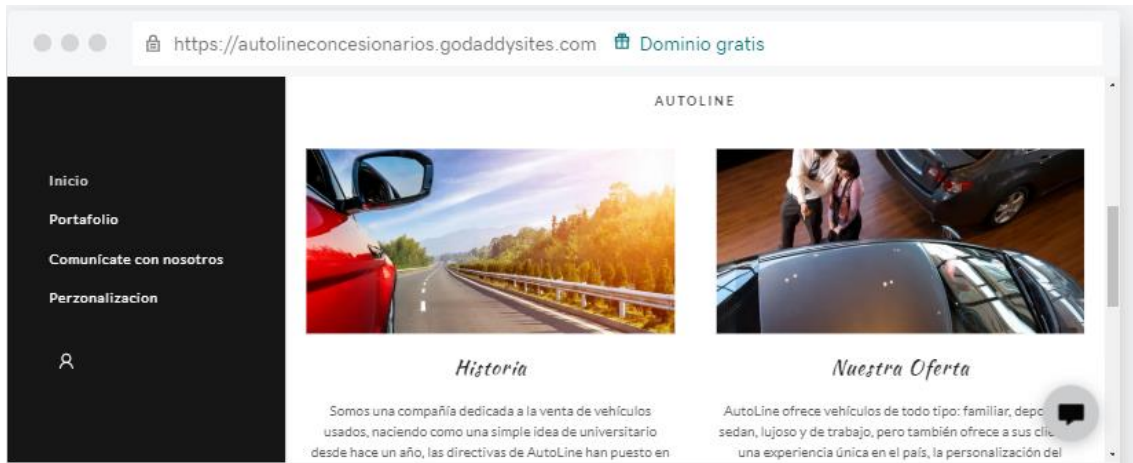 https://autolineconcesionarios.godaddysites.com Dominio gratis
AUTOLINE
Inicio
Portafolio
Comunícate con nosotros
Perzonalizacion
Historia
Somos una compañía dedicada a la venta de vehículos
usados, naciendo como una simple idea de universitario
desde hace un año, las directivas de AutoLine han puesto en
Nuestra Oferta
AutoLine ofrece vehículos de todo tipo: familiar,
sedan, lujoso y de trabajo, pero también ofrece a sus
una experiencia única en el país, la personalización del